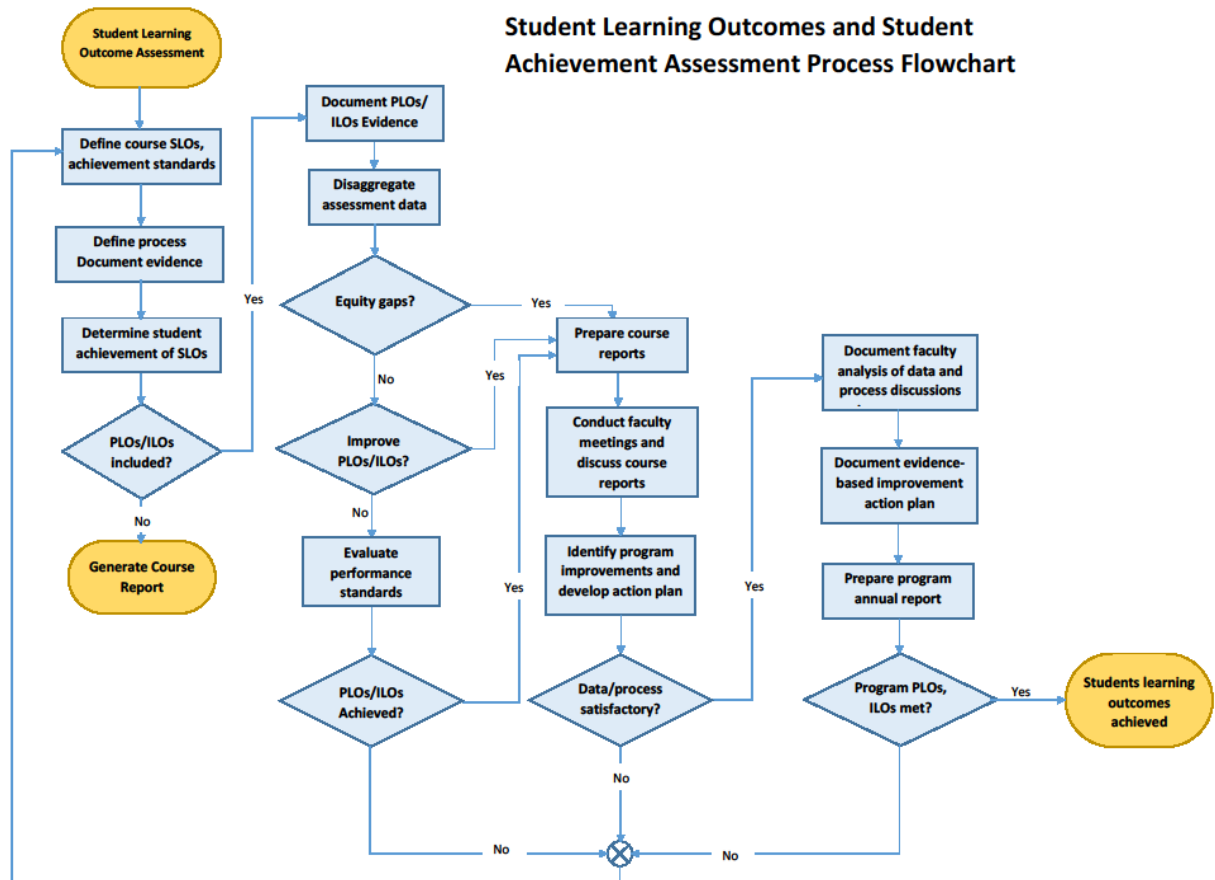 Student Learning Outcomes and Student
Achievement Assessment Process Flowchart
Student Learning
Outcome Assessment
Define course SLOs,
achievement standards
Define process
Document evidence
Determine student
achievement of SLOs
PLOs/ILOs
included?
Yes
No
Generate Course
Report
Document PLOs/
ILOs Evidence
Disaggregate
assessment data
Equity gaps?
Yes
No
Improve
PLOs/ILOs?
Yes
No
Evaluate
performance
standards
PLOs/ILOs
Achieved?
Yes
No
Prepare course
reports
Conduct faculty
meetings and
discuss course
reports
Identify program
improvements and
develop action plan
Data/process
satisfactory?
Yes
No
Document faculty
analysis of data and
process discussions
Document evidence-
based improvement
action plan
Prepare program
annual report
Program PLOs,
ILOs met?
Yes
No
Students learning
outcomes
achieved